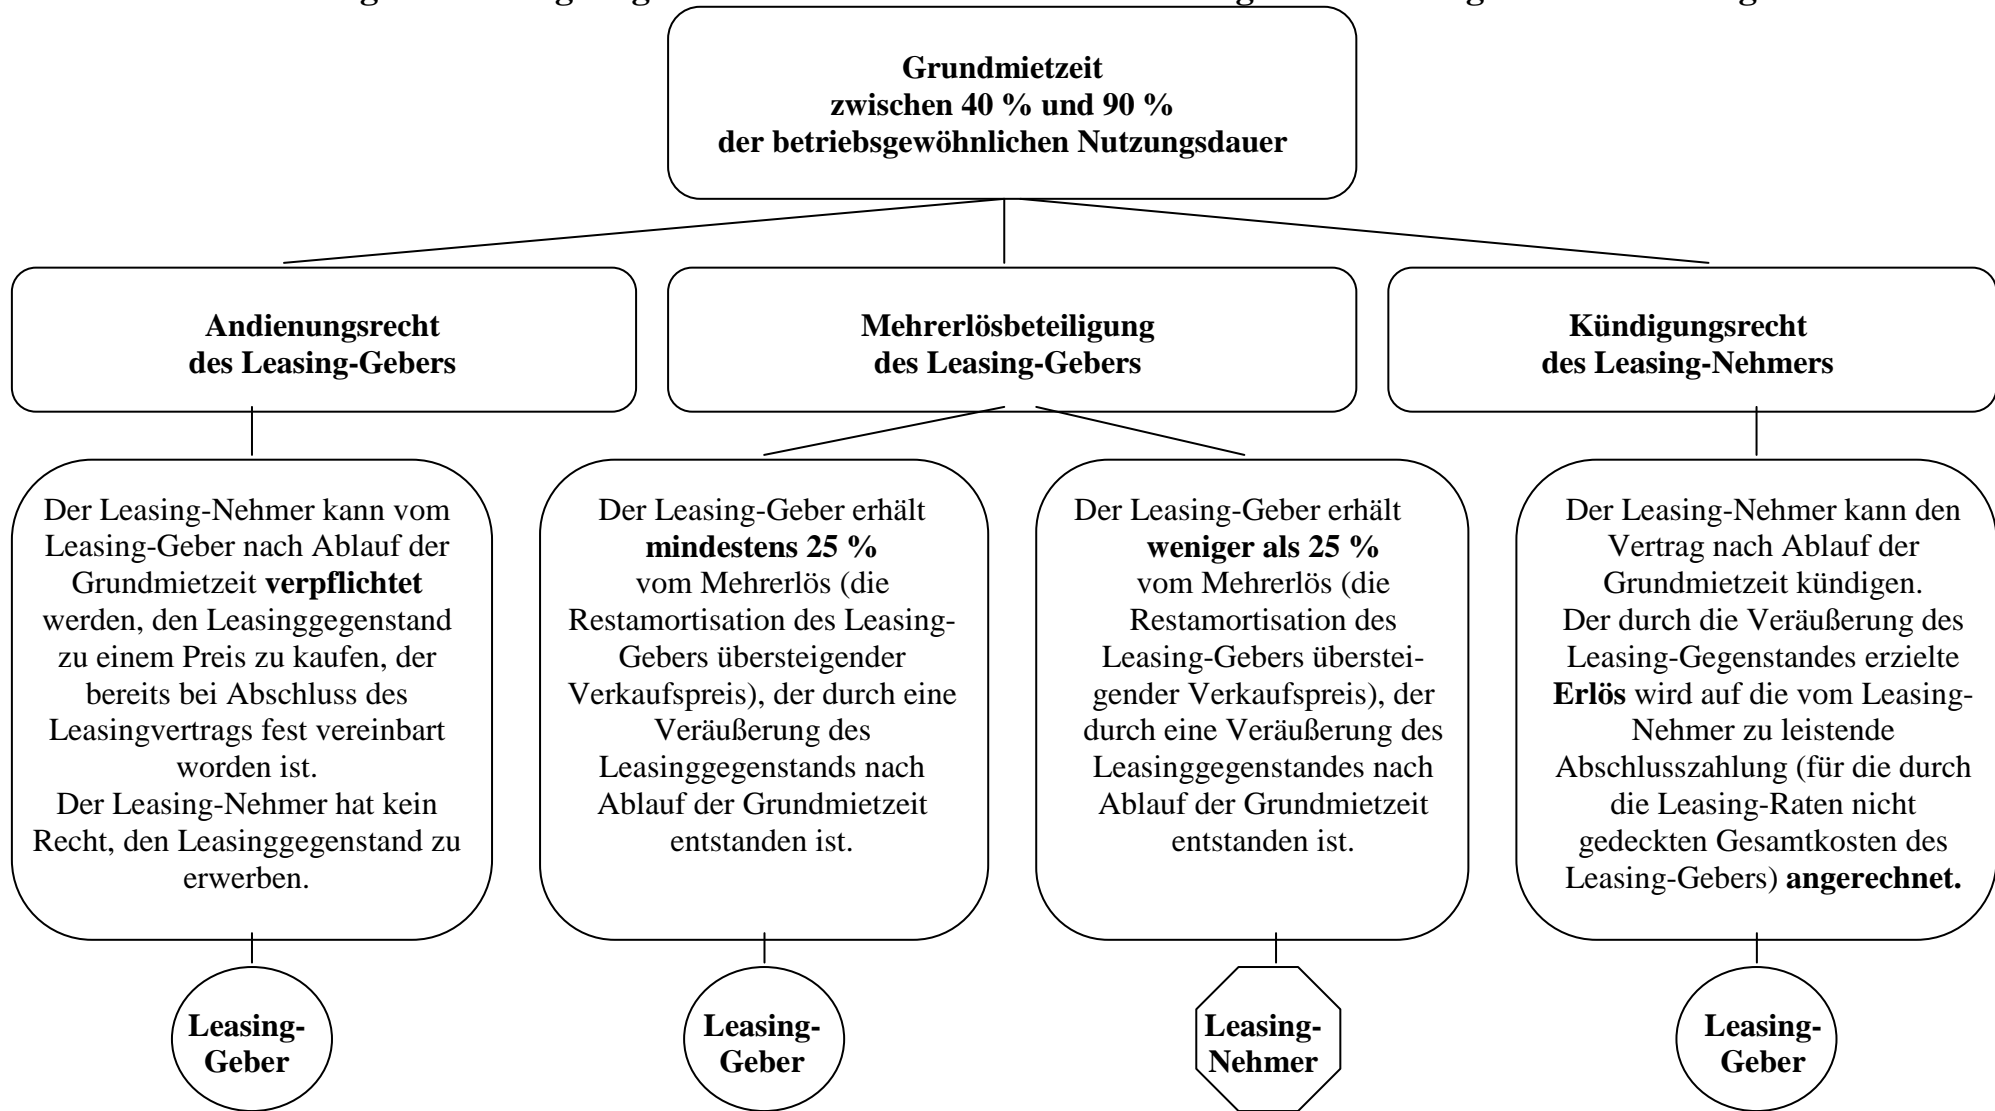 Grundmietzeit
zwischen 40 % und 90 %
der betriebsgewöhnlichen Nutzungsdauer
Andienungsrecht
des Leasing-Gebers
Mehrerlösbeteiligung
des Leasing-Gebers
Kündigungsrecht
des Leasing-Nehmers
Der Leasing-Nehmer kann vom
Leasing-Geber nach Ablauf der
Grundmietzeit verpflichtet
werden, den Leasinggegenstand
zu einem Preis zu kaufen, der
bereits bei Abschluss des
Leasingvertrags fest vereinbart
worden ist.
Der Leasing-Nehmer hat kein
Recht, den Leasinggegenstand zu
erwerben.
Der Leasing-Geber erhält
mindestens 25 %
vom Mehrerlös (die
Restamortisation des Leasing-
Gebers übersteigender
Verkaufspreis), der durch eine
Veräußerung des
Leasinggegenstands nach
Ablauf der Grundmietzeit
entstanden ist.
Der Leasing-Geber erhält
weniger als 25 %
vom Mehrerlös (die
Restamortisation des
Leasing-Gebers überstei-
gender Verkaufspreis), der
durch eine Veräußerung des
Leasinggegenstandes nach
Ablauf der Grundmietzeit
entstanden ist.
Der Leasing-Nehmer kann den
Vertrag nach Ablauf der
Grundmietzeit kündigen.
Der durch die Veräußerung des
Leasing-Gegenstandes erzielte
Erlös wird auf die vom Leasing-
Nehmer zu leistende
Abschlusszahlung (für die durch
die Leasing-Raten nicht
gedeckten Gesamtkosten des
Leasing-Gebers) angerechnet.
Leasing-
Geber
Leasing-
Geber
Leasing-
Nehmer
Leasing-
Geber